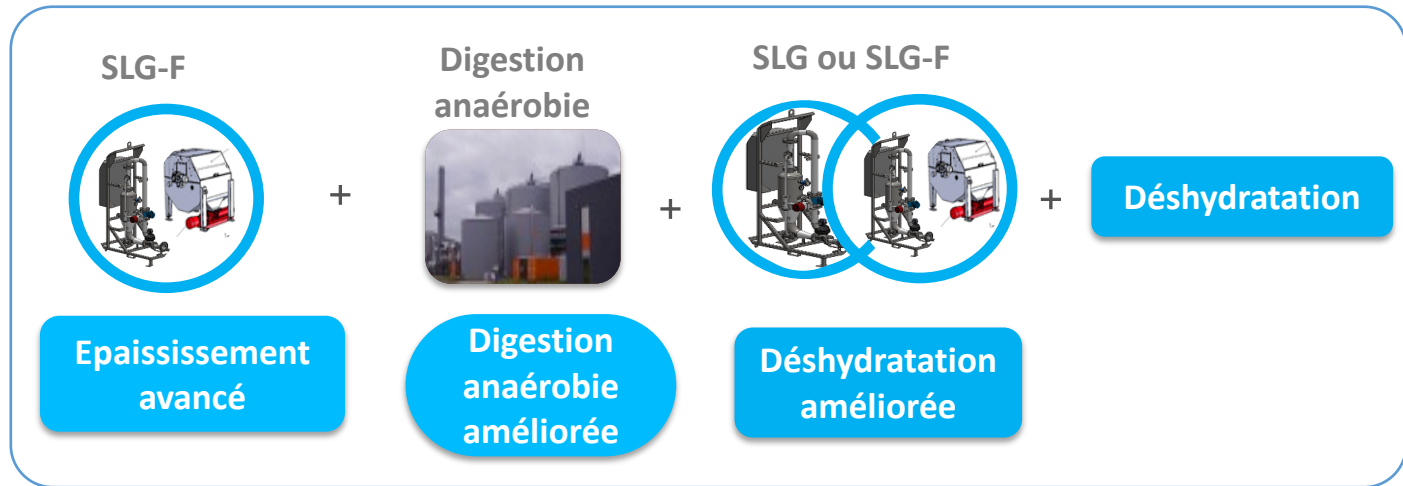 SLG-F
Digestion
anaérobie
SLG ou SLG-F
+
+
+
Déshydratation
Epaississement
avancé
Digestion
anaérobie
améliorée
Déshydratation
améliorée